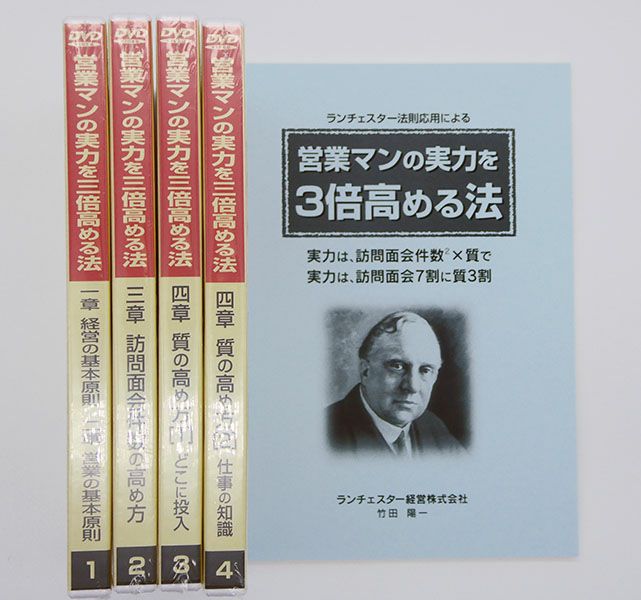 DVD
営業マンの実力を三倍高める法
一章 経営の基本原則 二章 営業の基本原則
1
DVD
営業マンの実力を三倍高める法
三章 訪問面会件数の高め方
2
DVD
営業マンの実力を三倍高める法
四章 質の高め方[1]どこに投入
3
DVD
営業マンの実力を三倍高める法
四章 質の高め方[2]仕事の知識
4
ランチェスター法則応用による
営業マンの実力を
3倍高める法
実力は、訪問面会件数²×質で
実力は、訪問面会7割に質3割
ランチェスター経営株式会社
竹田 陽一